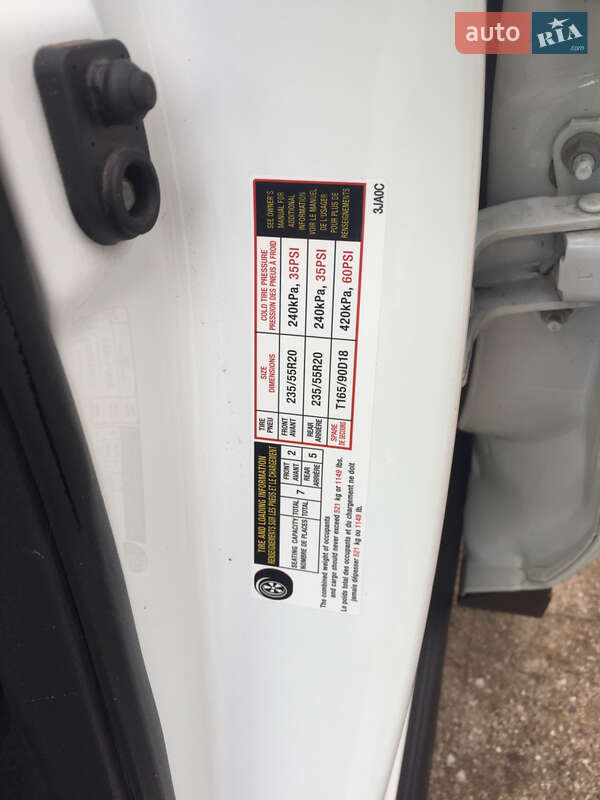 auto RIA .com
TIRE AND LOADING INFORMATION
RENSEIGNEMENTS SUR LES PNEUS ET LE CHARGEMENT
SEATING CAPACITY TOTAL 7 FRONT 2 REAR 5
NOMBRE DE PLACES TOTAL AVANT ARRIÈRE
The combined weight of occupants
and cargo should never exceed 521 kg or 1149 lbs.
Le poids total des occupants et du chargement ne doit
jamais dépasser 521 kg ou 1149 lb.
TIRE SIZE COLD TIRE PRESSURE
PNEU DIMENSIONS PRESSION DES PNEUS À FROID
FRONT
AVANT 235/55R20 240kPa, 35PSI
REAR
ARRIÈRE 235/55R20 240kPa, 35PSI
SPARE
DE SECOURS T165/90D18 420kPa, 60PSI
SEE OWNER'S
MANUAL FOR
ADDITIONAL
INFORMATION
VOIR LE MANUEL
DE L'USAGER
POUR PLUS DE
RENSEIGNEMENTS
3JA0C